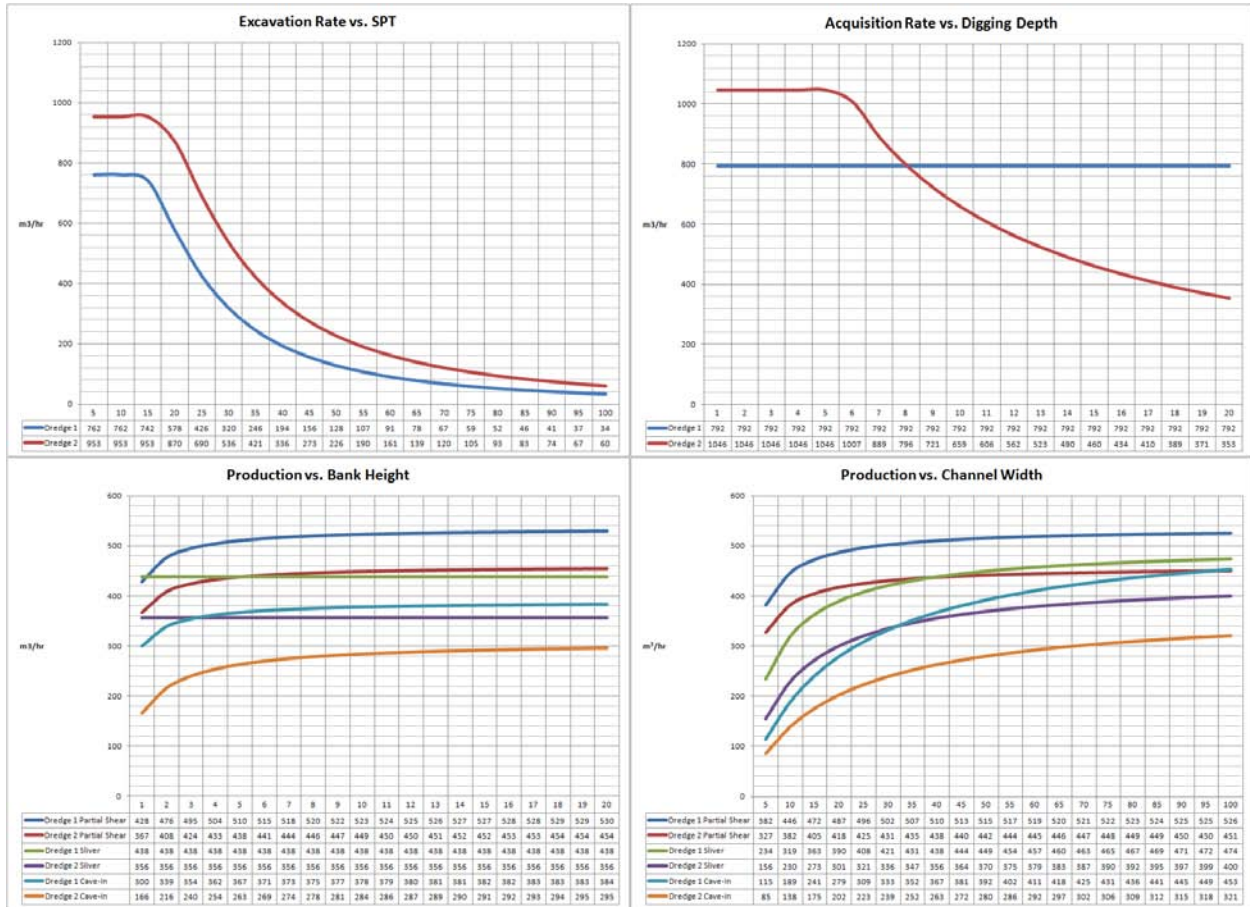 Excavation Rate vs. SPT
1200
1000
800
600
400
200
0
m3/hr
5 10 15 20 25 30 35 40 45 50 55 60 65 70 75 80 85 90 95 100
Dredge 1 762 762 742 578 426 320 246 194 156 128 107 91 78 67 59 52 46 41 37 34
Dredge 2 953 953 953 870 690 536 421 336 273 226 190 161 139 120 105 93 83 74 67 60
Acquisition Rate vs. Digging Depth
1200
1000
800
600
400
200
0
m3/hr
1 2 3 4 5 6 7 8 9 10 11 12 13 14 15 16 17 18 19 20
Dredge 1 792 792 792 792 792 792 792 792 792 792 792 792 792 792 792 792 792 792 792 792
Dredge 2 1046 1046 1046 1046 1046 1007 889 796 721 659 606 562 523 490 460 434 410 389 371 353
Production vs. Bank Height
600
500
400
300
200
100
0
m3/hr
1 2 3 4 5 6 7 8 9 10 11 12 13 14 15 16 17 18 19 20
Dredge 1 Partial Shear 428 476 495 504 510 515 518 520 522 523 524 525 526 527 527 528 528 529 529 530
Dredge 2 Partial Shear 367 408 424 433 438 441 444 446 447 449 450 450 451 452 452 453 453 454 454 454
Dredge 1 Sliver 438 438 438 438 438 438 438 438 438 438 438 438 438 438 438 438 438 438 438 438
Dredge 2 Sliver 356 356 356 356 356 356 356 356 356 356 356 356 356 356 356 356 356 356 356 356
Dredge 1 Cave-in 300 339 354 362 367 371 373 375 377 378 379 380 381 381 382 382 383 383 383 384
Dredge 2 Cave-in 166 216 240 254 263 269 274 278 281 284 286 287 289 290 291 292 293 294 295 295
Production vs. Channel Width
600
500
400
300
200
100
0
m³/hr
5 10 15 20 25 30 35 40 45 50 55 60 65 70 75 80 85 90 95 100
Dredge 1 Partial Shear 382 446 472 487 496 502 507 510 513 515 517 519 520 521 522 523 524 525 525 526
Dredge 2 Partial Shear 327 382 405 418 425 431 435 438 440 442 444 445 446 447 448 449 449 450 450 451
Dredge 1 Sliver 234 319 363 390 408 421 431 438 444 449 454 457 460 463 465 467 469 471 472 474
Dredge 2 Sliver 156 230 273 301 321 336 347 356 364 370 375 379 383 387 390 392 395 397 399 400
Dredge 1 Cave-in 115 189 241 279 309 333 352 367 381 392 402 411 418 425 431 436 441 445 449 453
Dredge 2 Cave-in 85 138 175 202 223 239 252 263 272 280 286 292 297 302 306 309 312 315 318 321